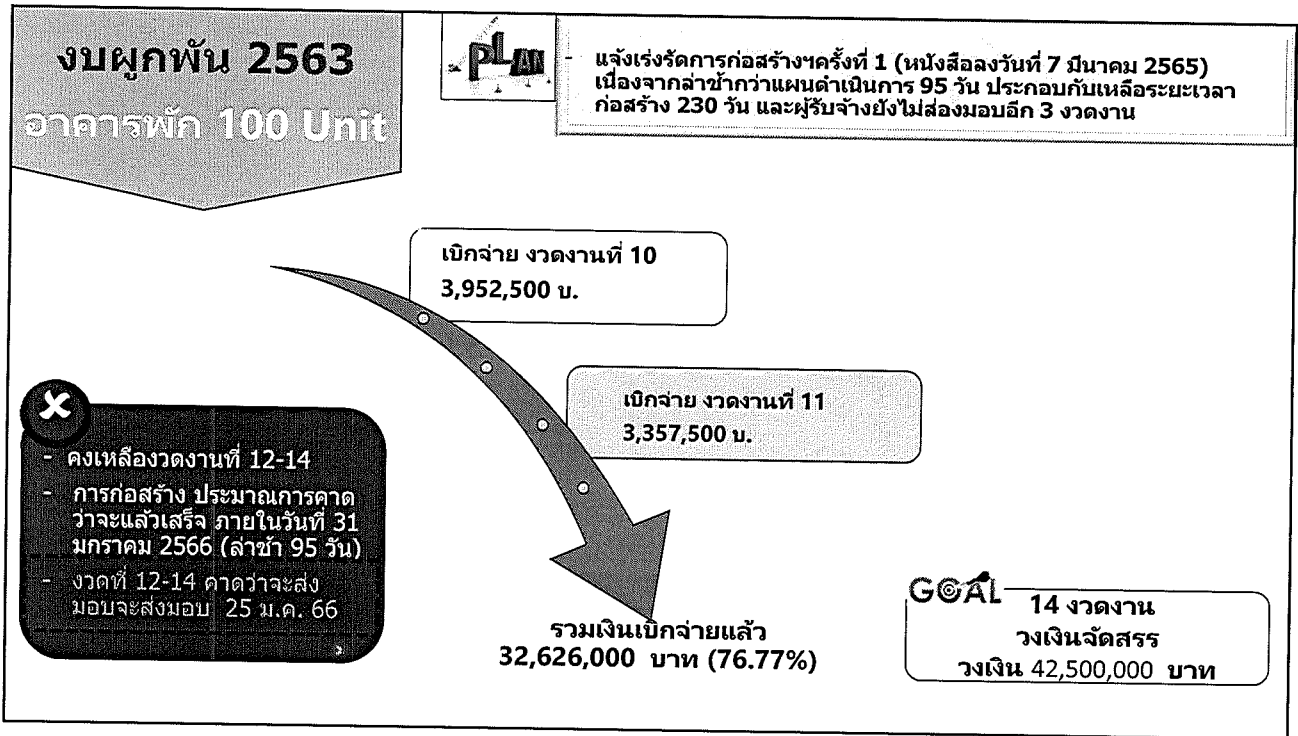 งบผูกพัน 2563
อาคารพัก 100 Unit
PLAN
- แจ้งเร่งรัดการก่อสร้างฯครั้งที่ 1 (หนังสือลงวันที่ 7 มีนาคม 2565)
เนื่องจากล่าช้ากว่าแผนดำเนินการ 95 วัน ประกอบกับเหลือระยะเวลา
ก่อสร้าง 230 วัน และผู้รับจ้างยังไม่ส่งมอบอีก 3 งวดงาน
เบิกจ่าย งวดงานที่ 10
3,952,500 บ.
เบิกจ่าย งวดงานที่ 11
3,357,500 บ.
- คงเหลืองวดงานที่ 12-14
- การก่อสร้าง ประมาณการคาด
ว่าจะแล้วเสร็จ ภายในวันที่ 31
มกราคม 2566 (ล่าช้า 95 วัน)
- งวดที่ 12-14 คาดว่าจะส่ง
มอบจะส่งมอบ 25 ม.ค. 66
รวมเงินเบิกจ่ายแล้ว
32,626,000 บาท (76.77%)
GOAL
14 งวดงาน
วงเงินจัดสรร
วงเงิน 42,500,000 บาท